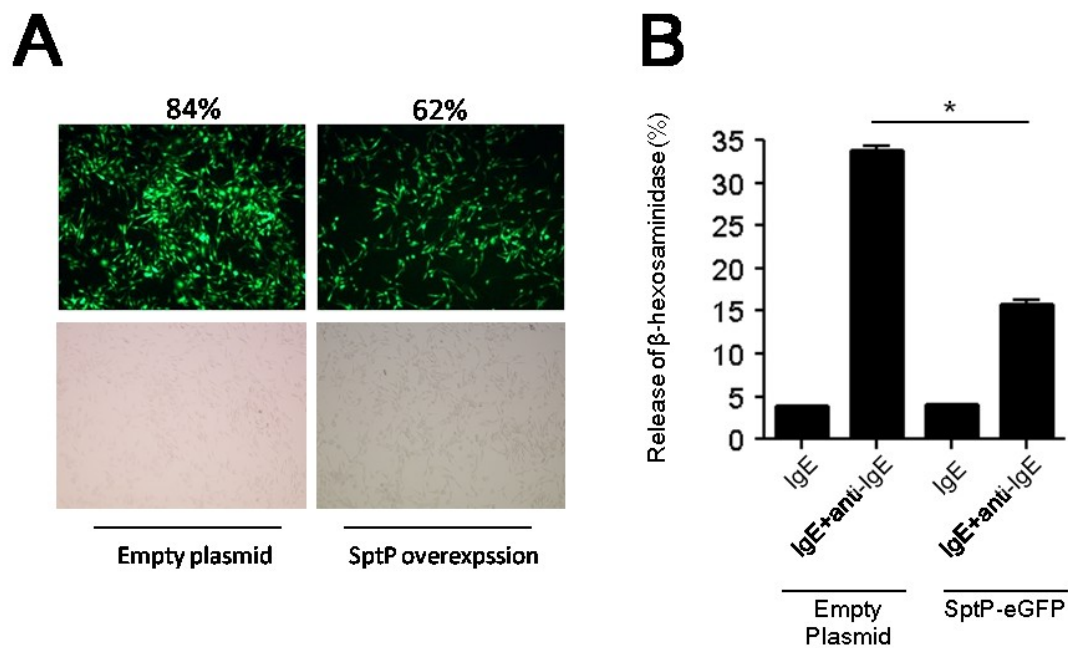 A
B
84%
62%
*
Release of β-hexosaminidase (%)
35
30
25
20
15
10
5
0
IgE
IgE+anti-IgE
IgE
IgE+anti-IgE
Empty plasmid
SptP overexpssion
Empty
Plasmid
SptP-eGFP